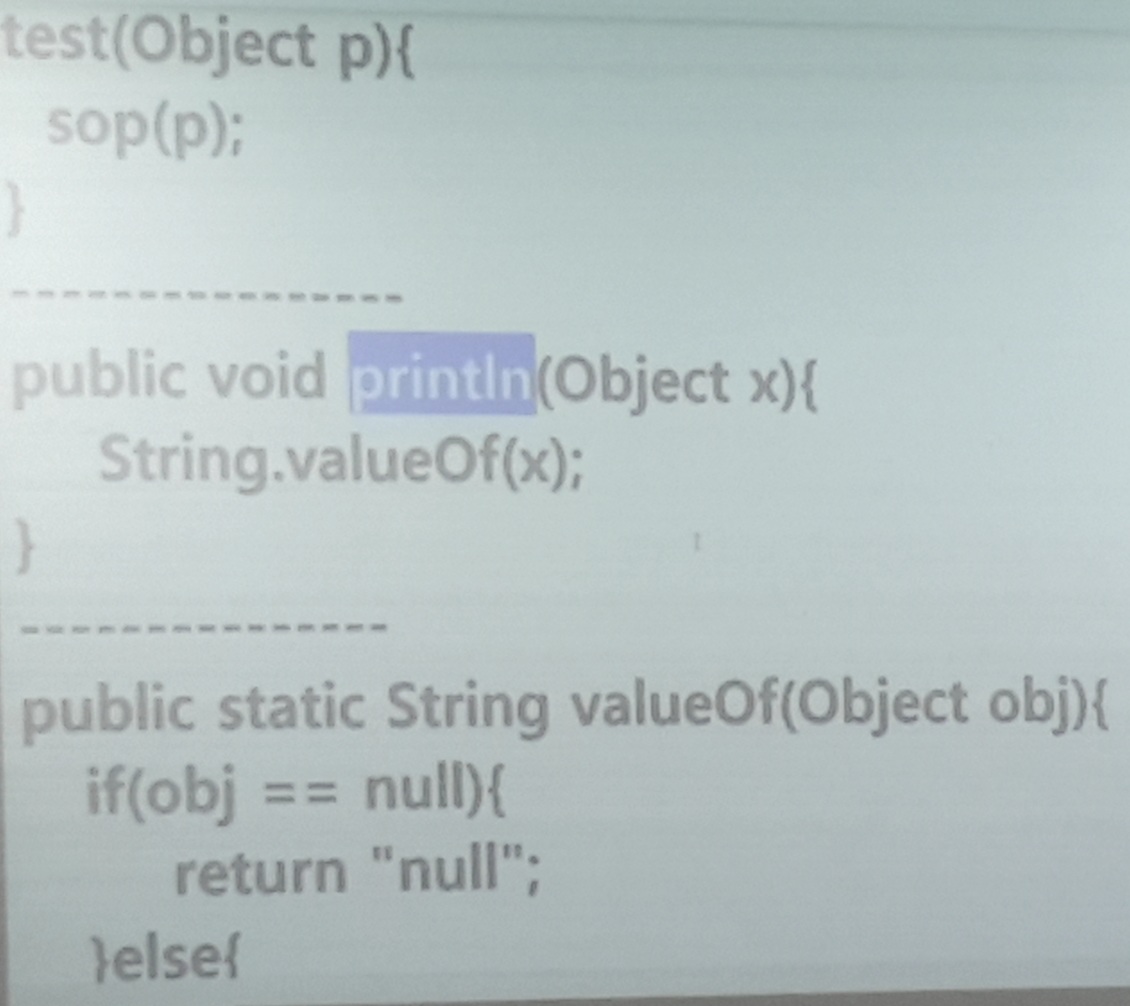 test(Object p){
sop(p);
}
----------------
public void println(Object x){
String.valueOf(x);
}
---------------
public static String valueOf(Object obj){
if(obj == null){
return "null";
}else{